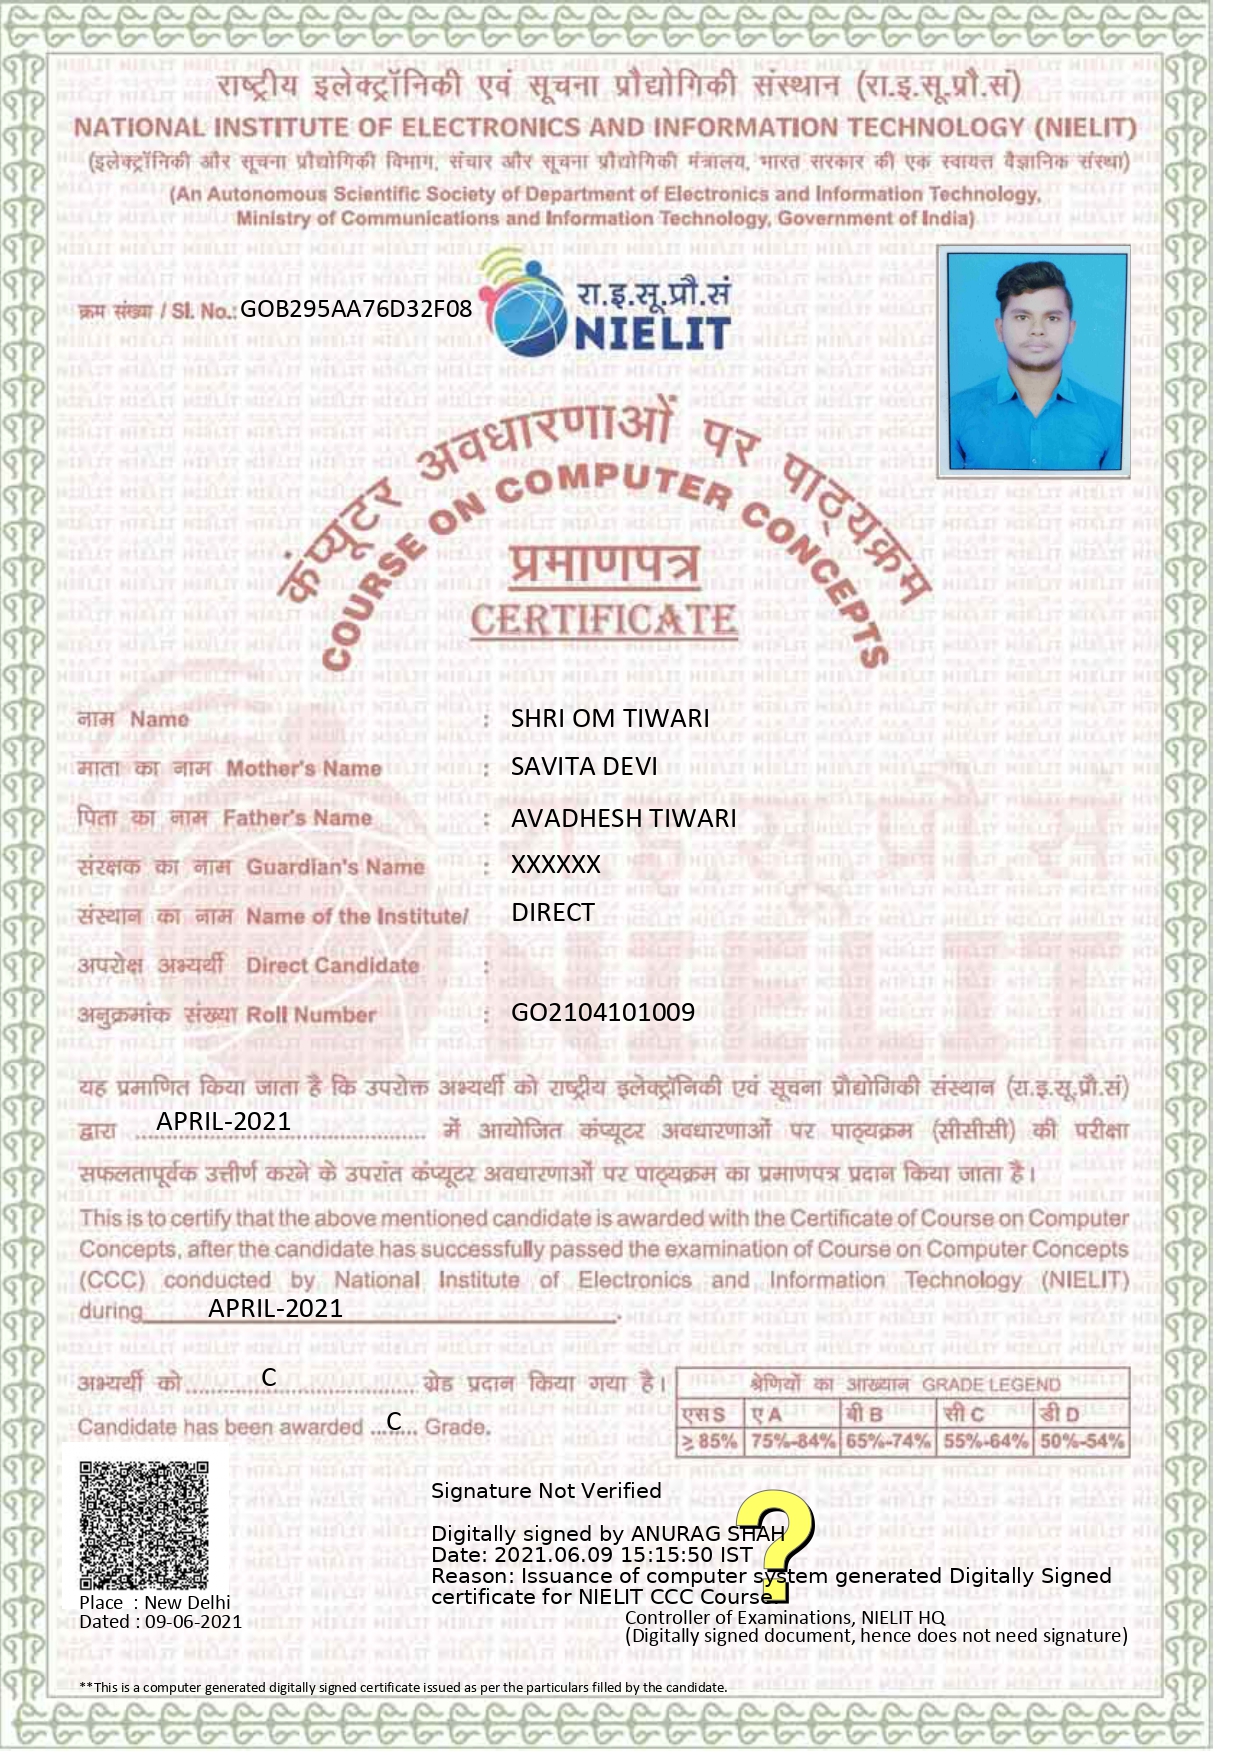 राष्ट्रीय इलेक्ट्रॉनिकी एवं सूचना प्रौद्योगिकी संस्थान (रा.इ.सू.प्रौ.सं)
NATIONAL INSTITUTE OF ELECTRONICS AND INFORMATION TECHNOLOGY (NIELIT)
(इलेक्ट्रॉनिकी और सूचना प्रौद्योगिकी विभाग, संचार और सूचना प्रौद्योगिकी मंत्रालय, भारत सरकार की एक स्वायत्त वैज्ञानिक संस्था)
(An Autonomous Scientific Society of Department of Electronics and Information Technology,
Ministry of Communications and Information Technology, Government of India)
क्रम संख्या / Sl. No.: GOB295AA76D32F08
रा.इ.सू.प्रौ.सं
NIELIT
कंप्यूटर अवधारणाओं पर पाठ्यक्रम
COURSE ON COMPUTER CONCEPTS
प्रमाणपत्र
CERTIFICATE
नाम Name : SHRI OM TIWARI
माता का नाम Mother's Name : SAVITA DEVI
पिता का नाम Father's Name : AVADHESH TIWARI
संरक्षक का नाम Guardian's Name : XXXXXX
संस्थान का नाम Name of the Institute/ DIRECT
अपरोक्ष अभ्यर्थी Direct Candidate :
अनुक्रमांक संख्या Roll Number : GO2104101009
यह प्रमाणित किया जाता है कि उपरोक्त अभ्यर्थी को राष्ट्रीय इलेक्ट्रॉनिकी एवं सूचना प्रौद्योगिकी संस्थान (रा.इ.सू.प्रौ.सं)
द्वारा APRIL-2021 में आयोजित कंप्यूटर अवधारणाओं पर पाठ्यक्रम (सीसीसी) की परीक्षा
सफलतापूर्वक उत्तीर्ण करने के उपरांत कंप्यूटर अवधारणाओं पर पाठ्यक्रम का प्रमाणपत्र प्रदान किया जाता है।
This is to certify that the above mentioned candidate is awarded with the Certificate of Course on Computer
Concepts, after the candidate has successfully passed the examination of Course on Computer Concepts
(CCC) conducted by National Institute of Electronics and Information Technology (NIELIT)
during APRIL-2021.
अभ्यर्थी को C ग्रेड प्रदान किया गया है।
Candidate has been awarded C Grade.
श्रेणियों का आख्यान GRADE LEGEND
एस S ए A बी B सी C डी D
≥ 85% 75%-84% 65%-74% 55%-64% 50%-54%
Signature Not Verified
Digitally signed by ANURAG SHAH
Date: 2021.06.09 15:15:50 IST
Reason: Issuance of computer system generated Digitally Signed
certificate for NIELIT CCC Course.
?
Place : New Delhi
Dated : 09-06-2021
Controller of Examinations, NIELIT HQ
(Digitally signed document, hence does not need signature)
**This is a computer generated digitally signed certificate issued as per the particulars filled by the candidate.